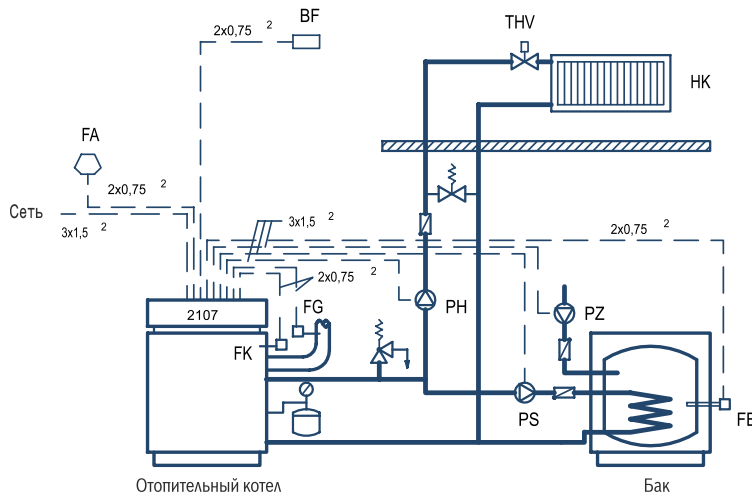 BF
2x0,75 2
THV
HK
FA
2x0,75 2
Сеть
3x1,5 2
3x1,5 2
2x0,75 2
2x0,75 2
2107
FG
FK
PH
PZ
PS
FB
Отопительный котел
Бак